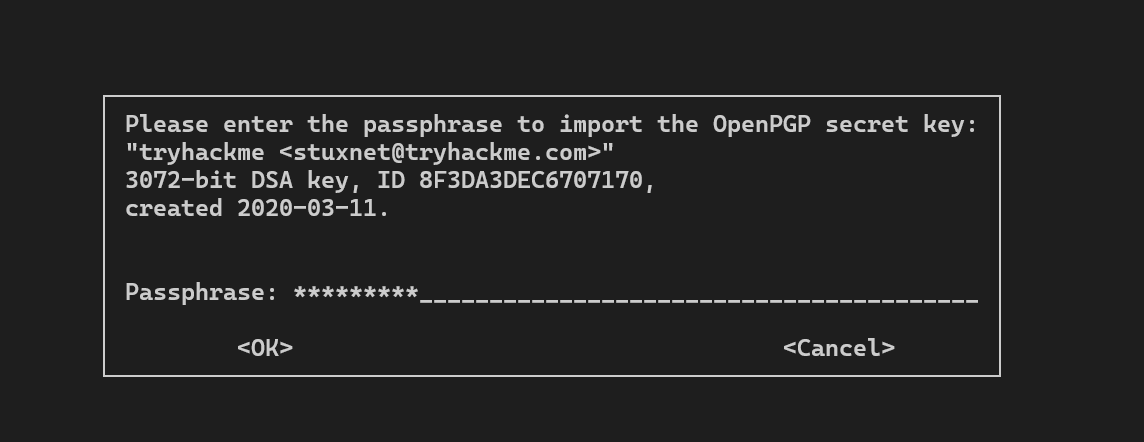 Please enter the passphrase to import the OpenPGP secret key:
"tryhackme <stuxnet@tryhackme.com>"
3072-bit DSA key, ID 8F3DA3DEC6707170,
created 2020-03-11.
Passphrase: *********________________________________________
<OK> <Cancel>